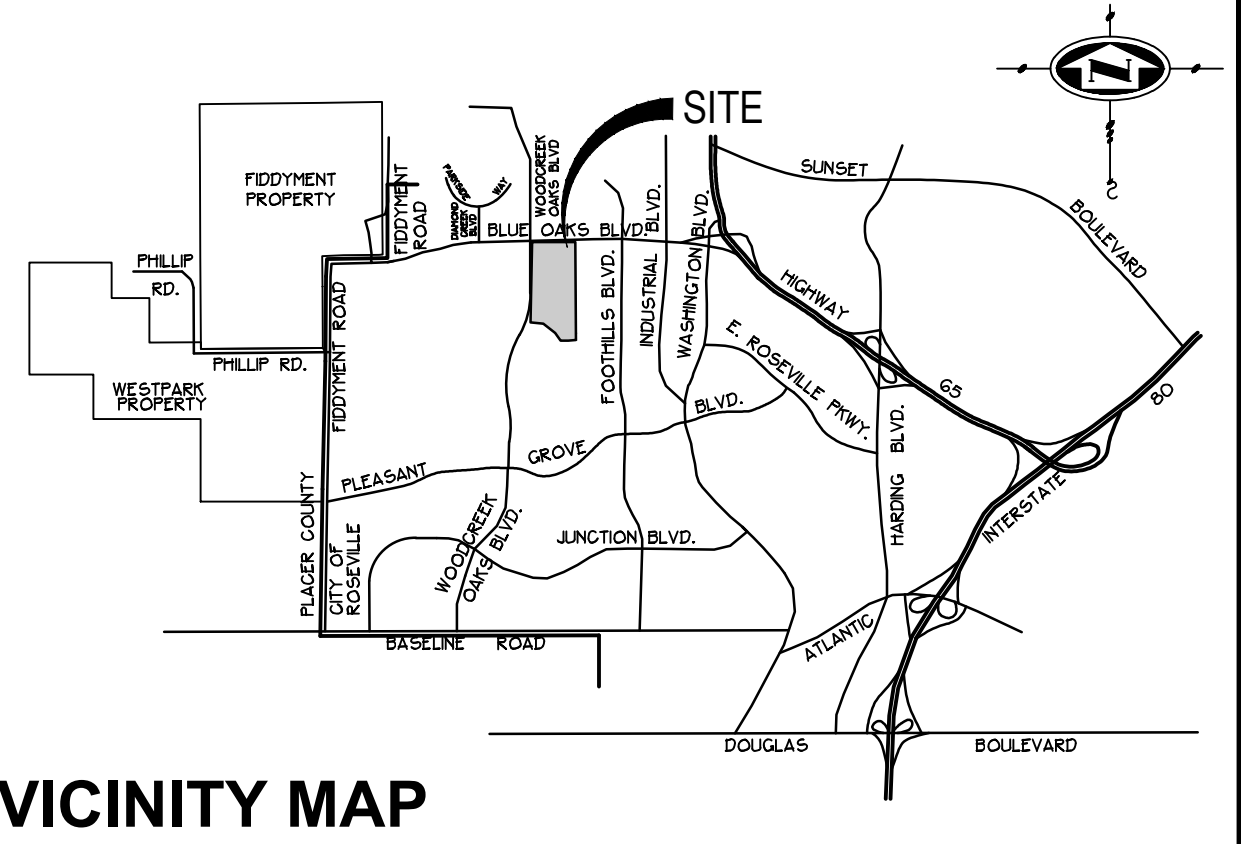 N
SITE
SUNSET
BOULEVARD
FIDDYMENT
PROPERTY
FIDDYMENT
ROAD
PARKSIDE
WAY
DIAMOND
CREEK
BLVD
WOODCREEK
OAKS BLVD
BLUE OAKS BLVD.
FOOTHILLS BLVD.
INDUSTRIAL BLVD.
WASHINGTON BLVD.
PHILLIP
RD.
PHILLIP RD.
FIDDYMENT ROAD
WESTPARK
PROPERTY
HIGHWAY
65
E. ROSEVILLE PKWY.
80
INTERSTATE
HARDING BLVD.
PLEASANT
GROVE
BLVD.
PLACER COUNTY
CITY OF
ROSEVILLE
WOODCREEK
OAKS BLVD.
JUNCTION BLVD.
BASELINE ROAD
ATLANTIC
DOUGLAS
BOULEVARD
VICINITY MAP